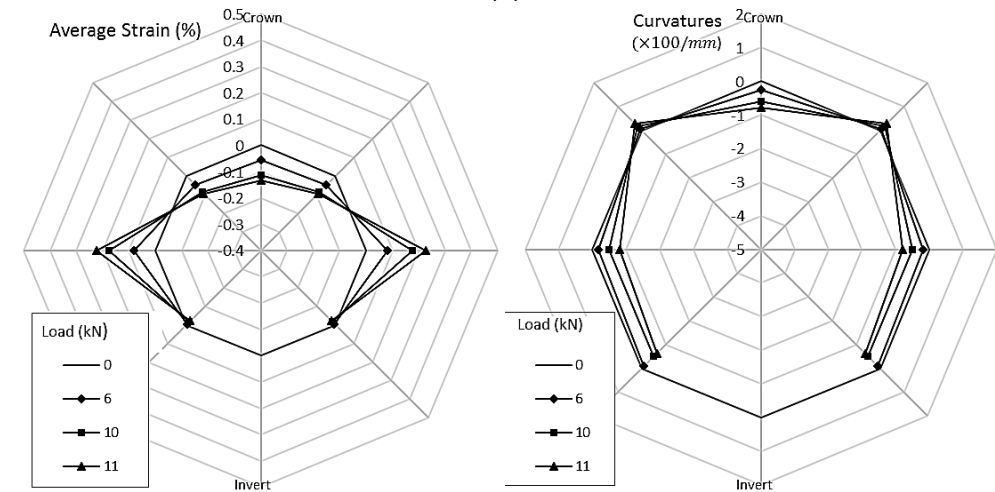 Average Strain (%)
0.5
Crown
0.4
0.3
0.2
0.1
0
-0.1
-0.2
-0.3
-0.4
Invert
Load (kN)
0
6
10
11
Curvatures
(×100/mm)
2
Crown
1
0
-1
-2
-3
-4
-5
Invert
Load (kN)
0
6
10
11